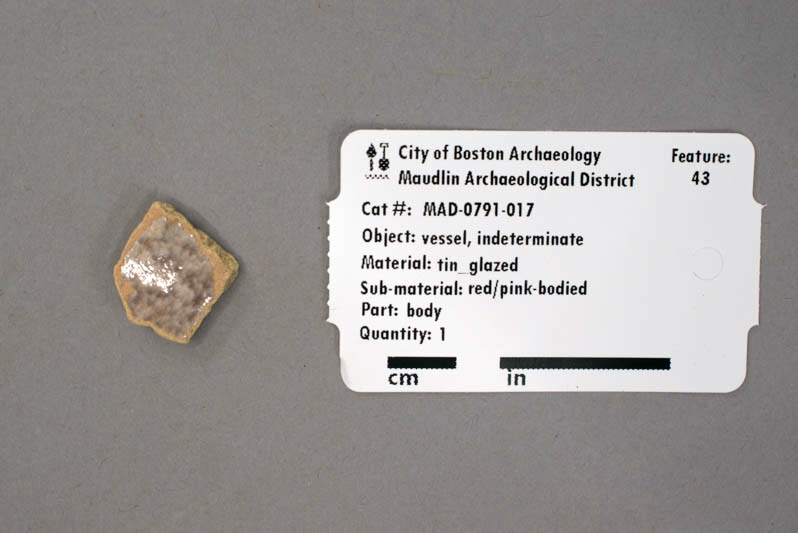 City of Boston Archaeology
Maudlin Archaeological District
Feature:
43
Cat #: MAD-0791-017
Object: vessel, indeterminate
Material: tin_glazed
Sub-material: red/pink-bodied
Part: body
Quantity: 1
cm in